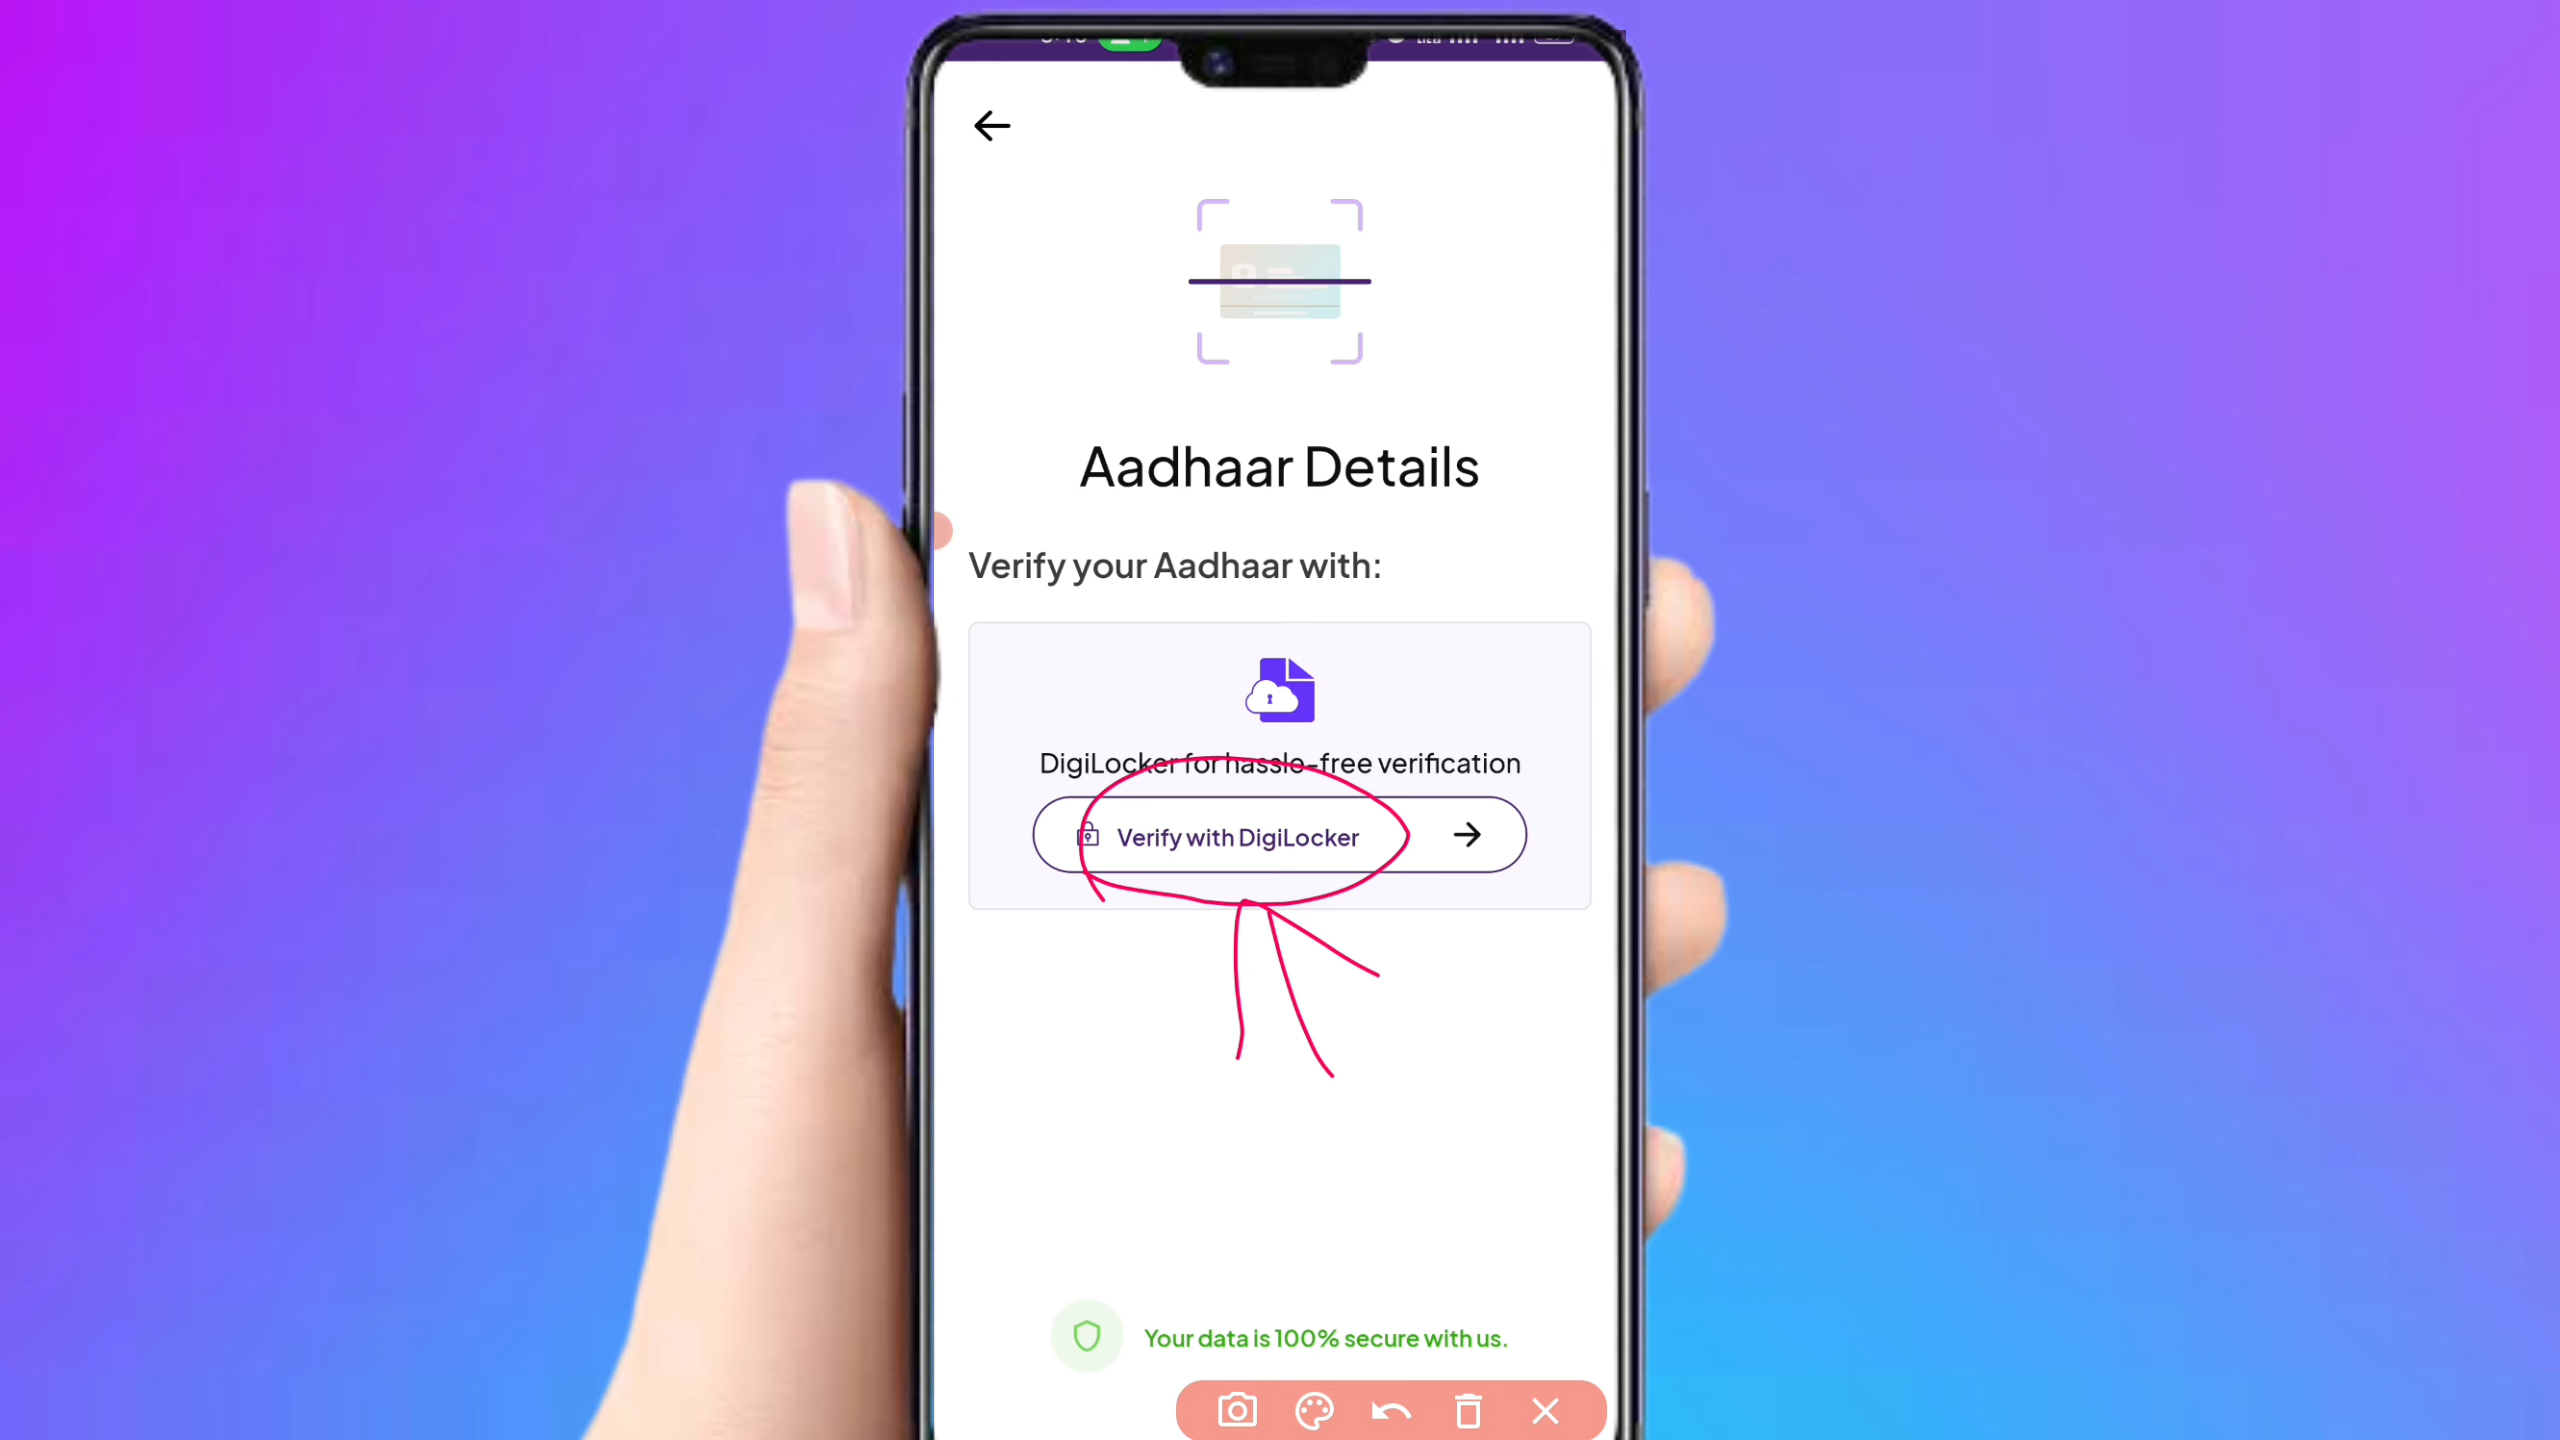 Aadhaar Details
Verify your Aadhaar with:
DigiLocker for hassle-free verification
Verify with DigiLocker
Your data is 100% secure with us.